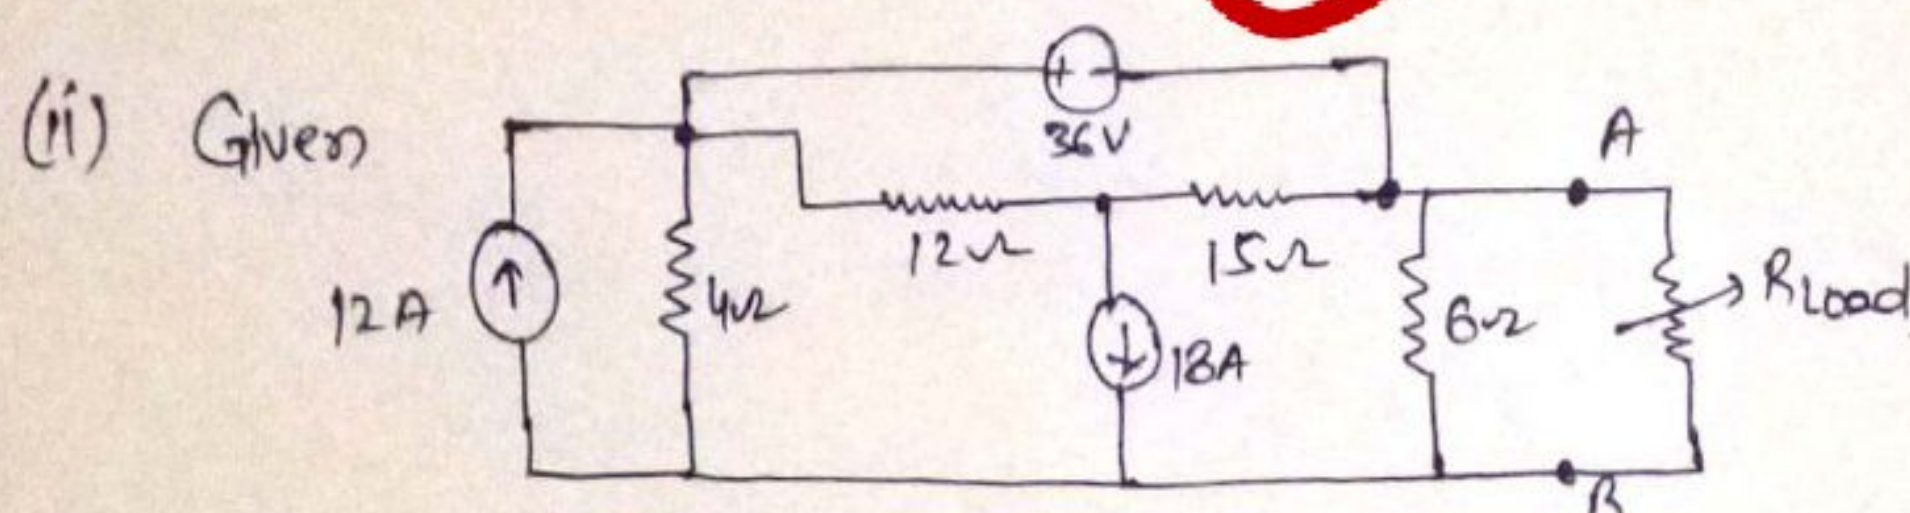 (ii) Given
+ -
36V
A
12Ω
15Ω
12A
4Ω
18A
6Ω
RLoad
B